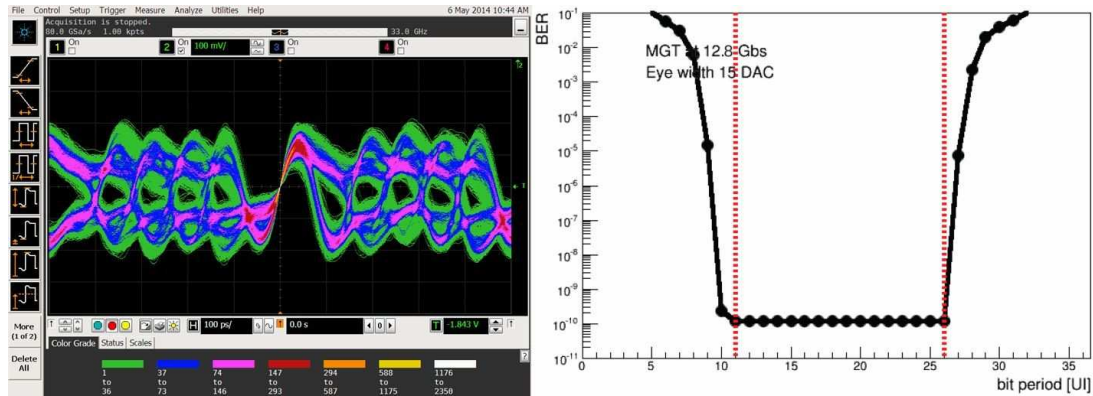 File Control Setup Trigger Measure Analyze Utilities Help 6 May 2014 10:44 AM
Acquisition is stopped.
80.0 GSa/s 1.00 kpts 33.0 GHz
1 On 2 On 100 mV/ 3 On 4 On
T
More
(1 of 2)
Delete
All
H 100 ps/ 0.0 s 0 T -1.843 V
Color Grade Status Scales
?
1 37 74 147 294 588 1176
to to to to to to to
36 73 146 293 587 1175 2350
BER
10-1
10-2
10-3
10-4
10-5
10-6
10-7
10-8
10-9
10-10
10-11
MGT at 12.8 Gbs
Eye width 15 DAC
0 5 10 15 20 25 30 35
bit period [UI]